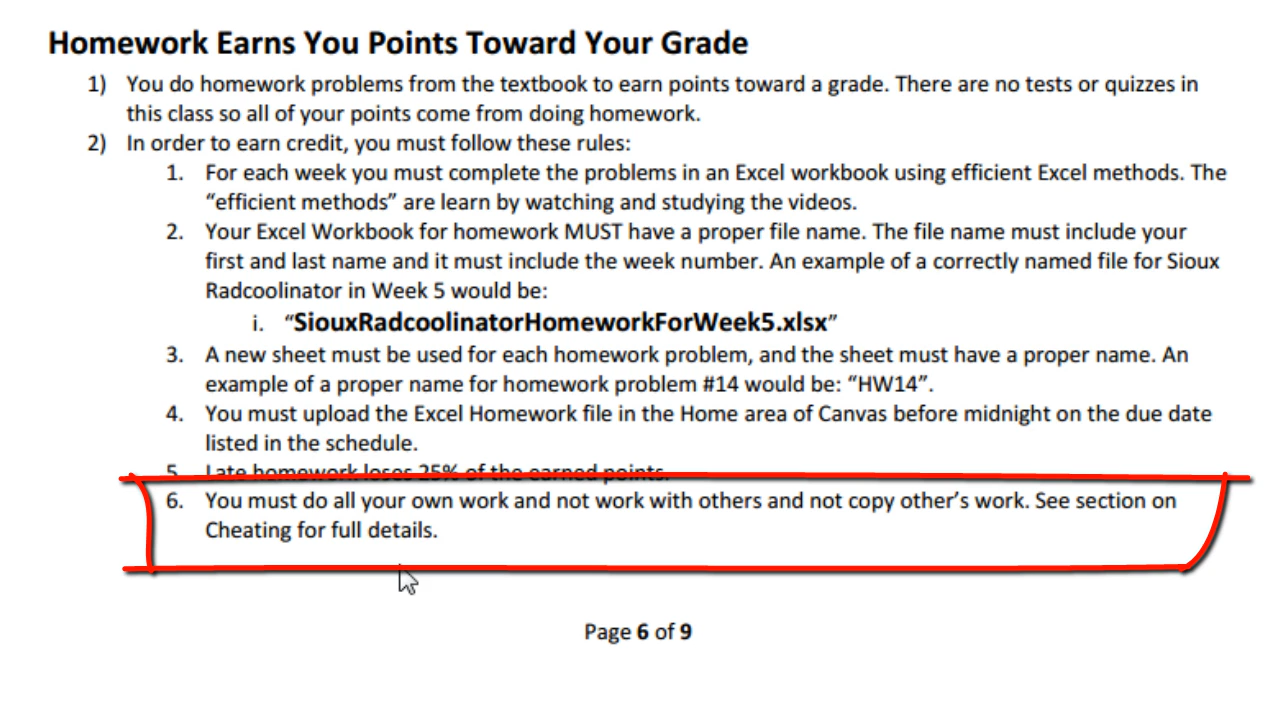 Homework Earns You Points Toward Your Grade
1) You do homework problems from the textbook to earn points toward a grade. There are no tests or quizzes in
this class so all of your points come from doing homework.
2) In order to earn credit, you must follow these rules:
1. For each week you must complete the problems in an Excel workbook using efficient Excel methods. The
“efficient methods” are learn by watching and studying the videos.
2. Your Excel Workbook for homework MUST have a proper file name. The file name must include your
first and last name and it must include the week number. An example of a correctly named file for Sioux
Radcoolinator in Week 5 would be:
i. “SiouxRadcoolinatorHomeworkForWeek5.xlsx”
3. A new sheet must be used for each homework problem, and the sheet must have a proper name. An
example of a proper name for homework problem #14 would be: “HW14”.
4. You must upload the Excel Homework file in the Home area of Canvas before midnight on the due date
listed in the schedule.
5. Late homework loses 25% of the earned points.
6. You must do all your own work and not work with others and not copy other’s work. See section on
Cheating for full details.
Page 6 of 9